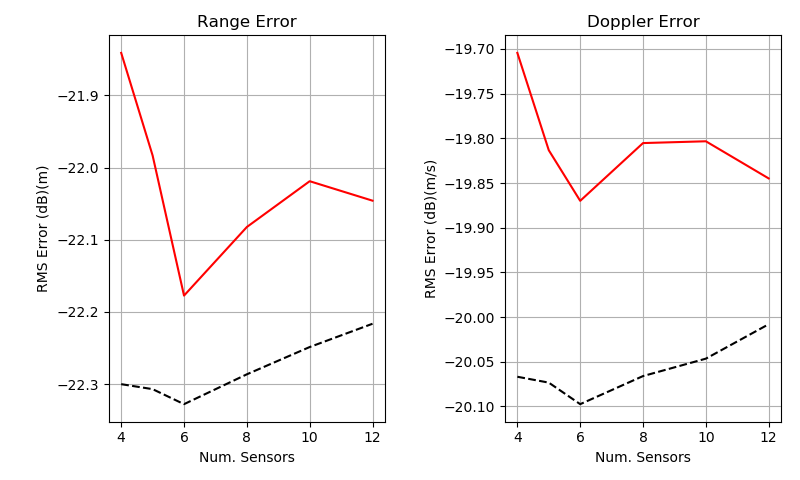 Range Error
RMS Error (dB)(m)
−21.9
−22.0
−22.1
−22.2
−22.3
4 6 8 10 12
Num. Sensors
Doppler Error
RMS Error (dB)(m/s)
−19.70
−19.75
−19.80
−19.85
−19.90
−19.95
−20.00
−20.05
−20.10
4 6 8 10 12
Num. Sensors